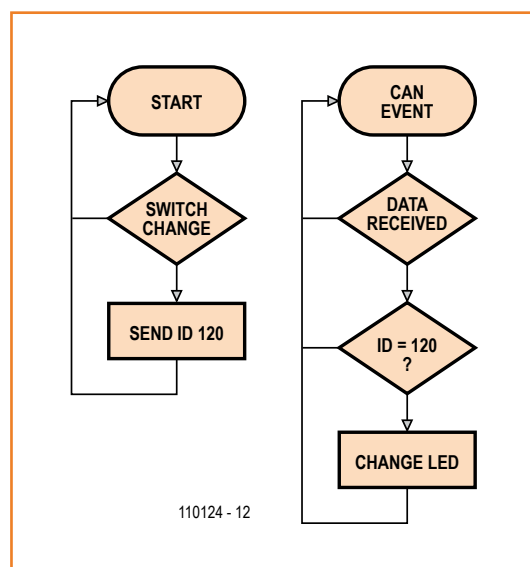 START
SWITCH
CHANGE
SEND ID 120
CAN
EVENT
DATA
RECEIVED
ID = 120
?
CHANGE LED
110124 - 12